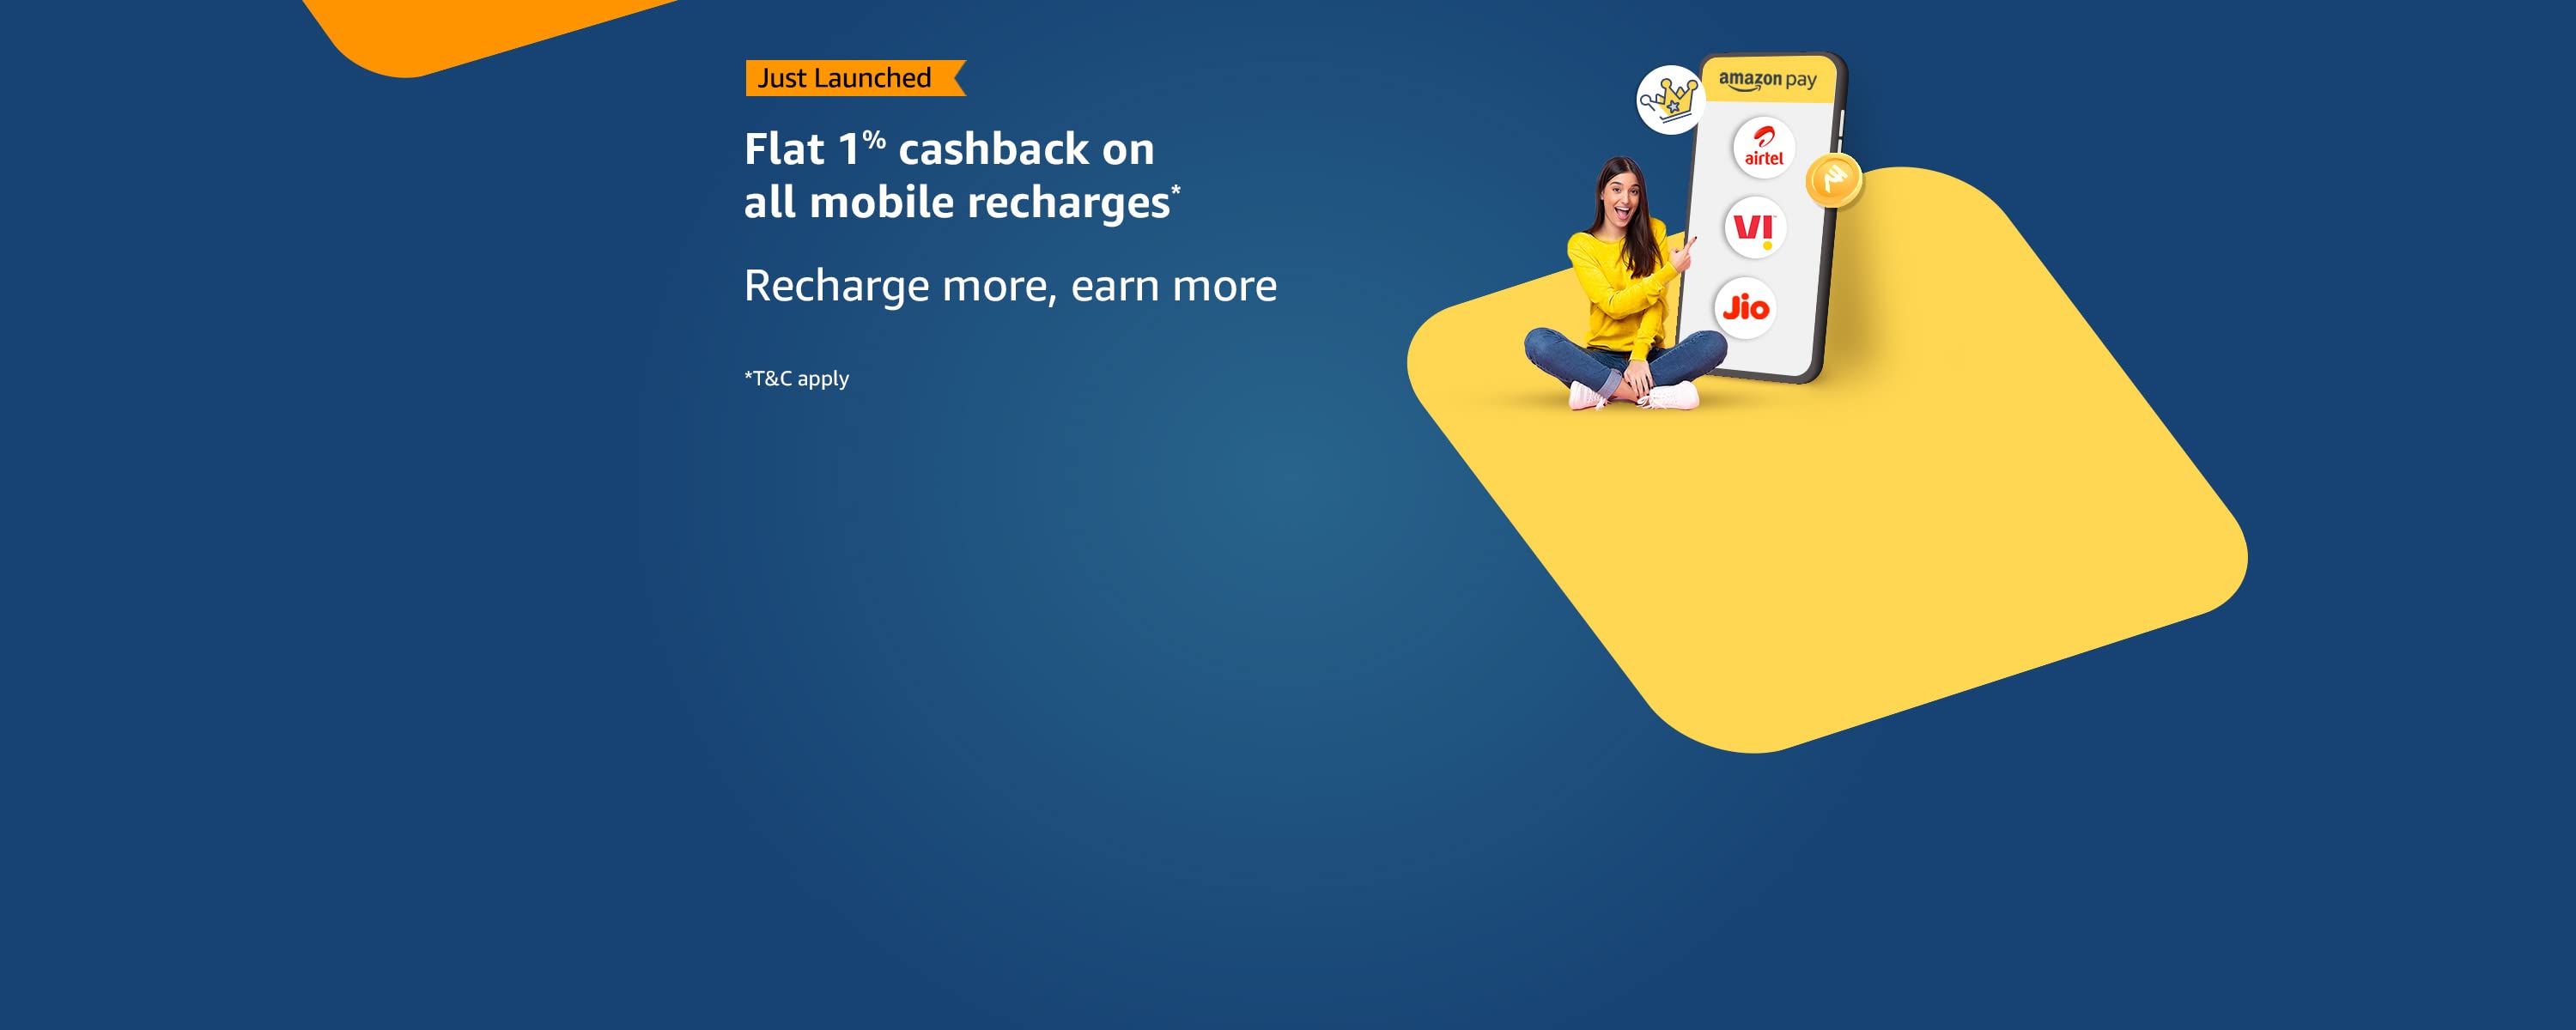 Just Launched
Flat 1% cashback on
all mobile recharges*
Recharge more, earn more
*T&C apply
amazon pay
airtel
VI
Jio